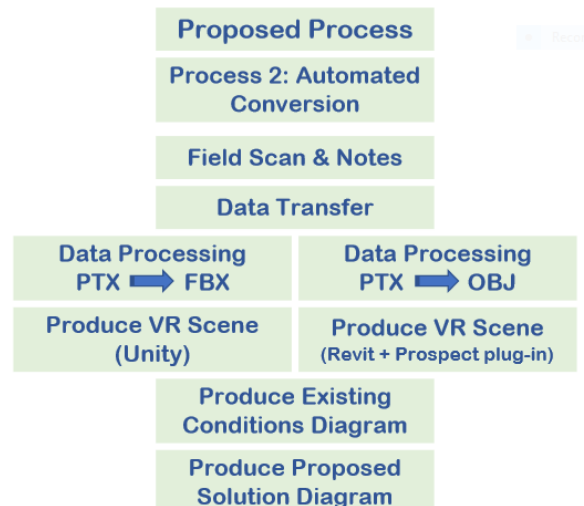 Proposed Process
Process 2: Automated
Conversion
Field Scan & Notes
Data Transfer
Data Processing
PTX FBX
Data Processing
PTX OBJ
Produce VR Scene
(Unity)
Produce VR Scene
(Revit + Prospect plug-in)
Produce Existing
Conditions Diagram
Produce Proposed
Solution Diagram